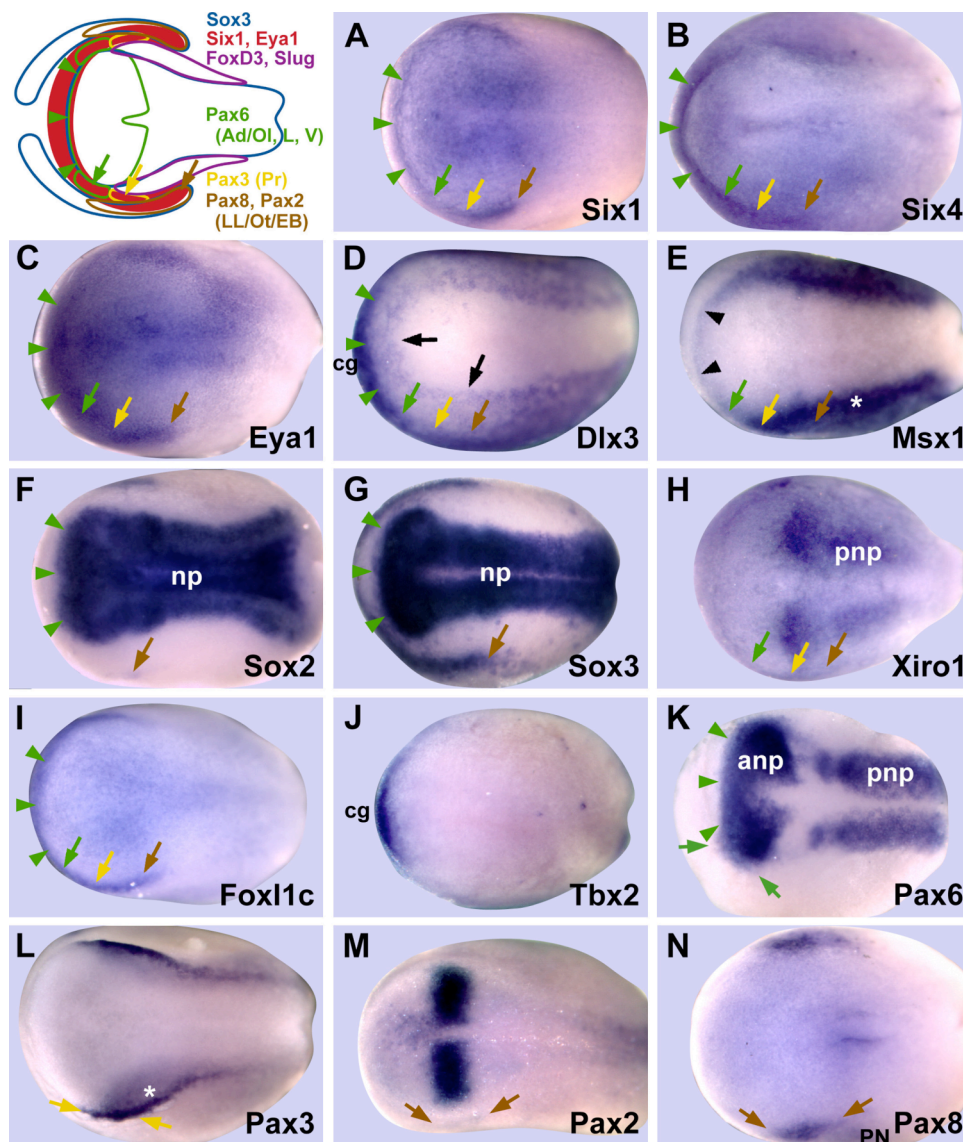 Sox3
Six1, Eya1
FoxD3, Slug
Pax6
(Ad/Ol, L, V)
Pax3 (Pr)
Pax8, Pax2
(LL/Ot/EB)
A
Six1
B
Six4
C
Eya1
D
cg
Dlx3
E
*
Msx1
F
np
Sox2
G
np
Sox3
H
pnp
Xiro1
I
Foxl1c
J
cg
Tbx2
K
anp
pnp
Pax6
L
*
Pax3
M
Pax2
N
PN
Pax8